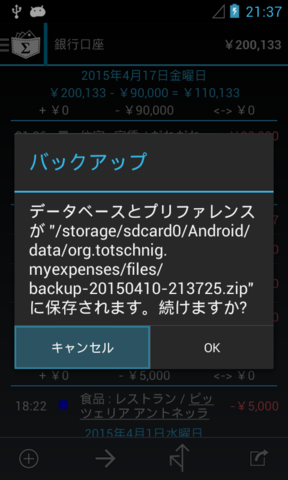 21:37
銀行口座 ¥200,133
2015年4月17日金曜日
¥200,133 - ¥90,000 = ¥110,133
+ ¥0 - ¥90,000 <-> ¥0
バックアップ
データベースとプリファレンス
が "/storage/sdcard0/Android/
data/org.totschnig.
myexpenses/files/
backup-20150410-213725.zip"
に保存されます。続けますか?
キャンセル OK
+ ¥0 - ¥5,000 <-> ¥0
18:22 食品 : レストラン / ピッ
ツェリア アントネッラ -¥5,000
2015年4月1日水曜日